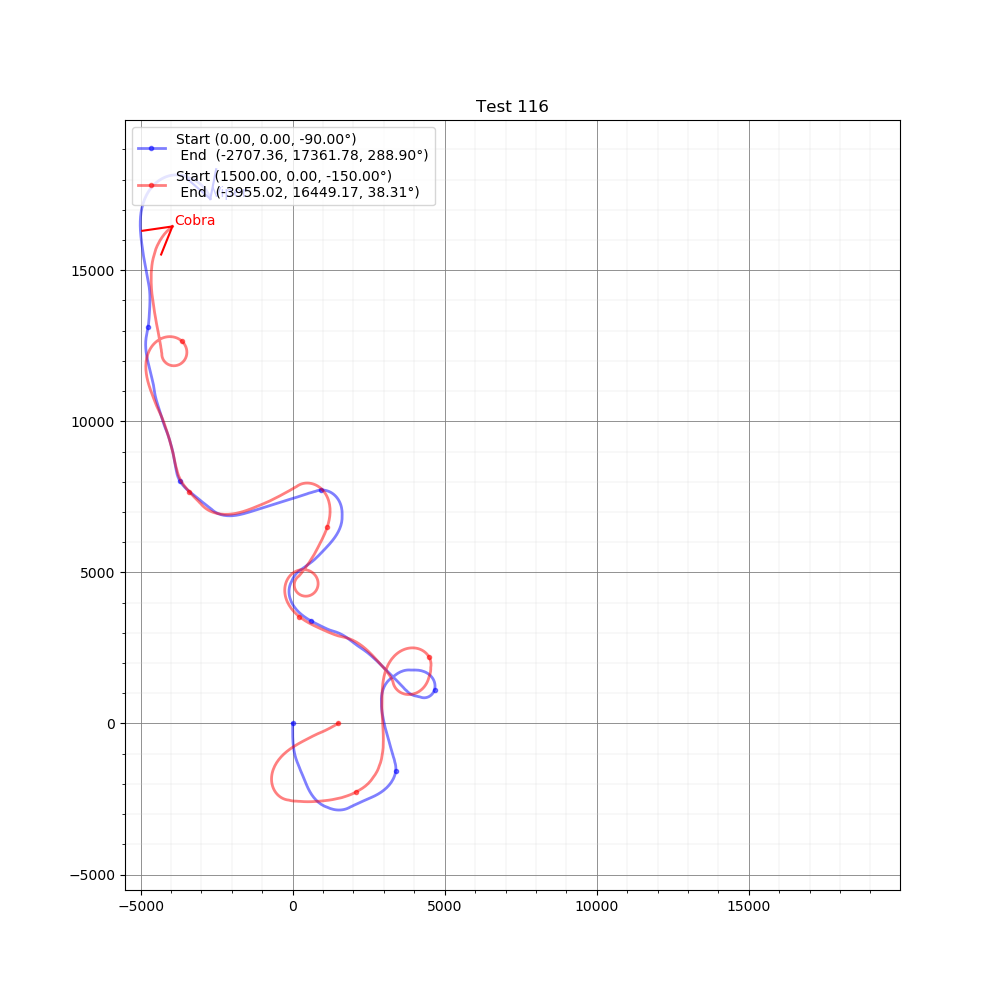 Test 116
Start (0.00, 0.00, -90.00°)
End (-2707.36, 17361.78, 288.90°)
Start (1500.00, 0.00, -150.00°)
End (-3955.02, 16449.17, 38.31°)
Cobra
15000
10000
5000
0
−5000
−5000
0
5000
10000
15000